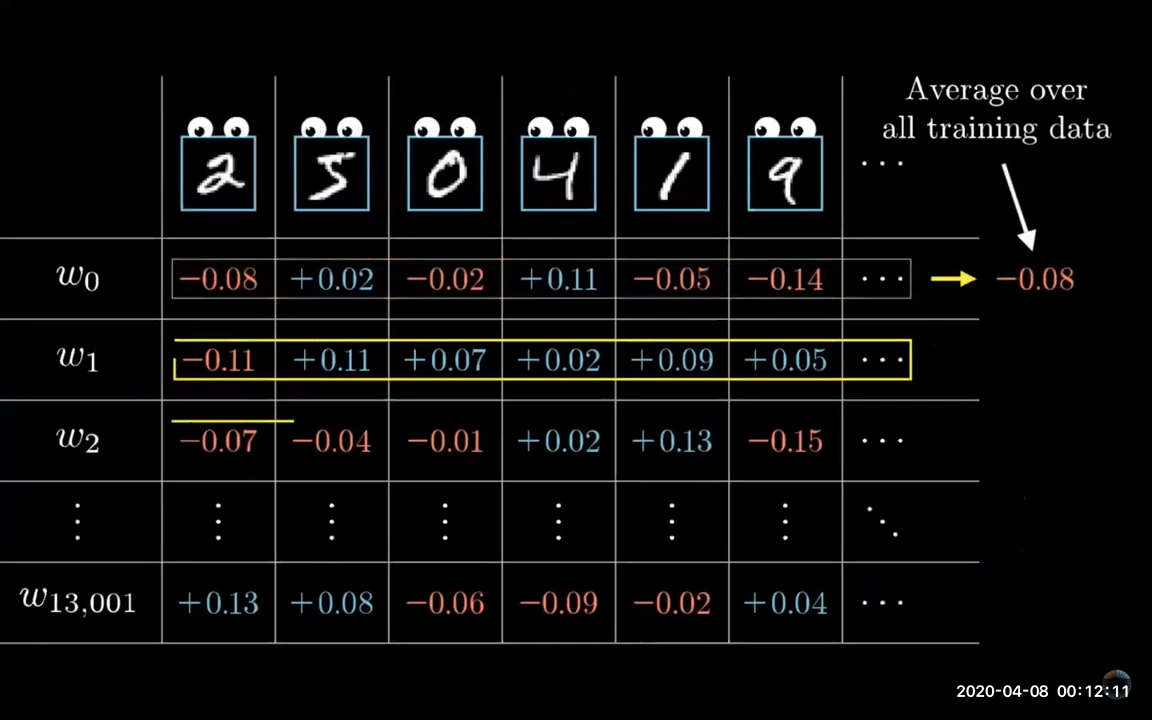 Average over
all training data
2 5 0 4 1 9 ···
w₀ −0.08 +0.02 −0.02 +0.11 −0.05 −0.14 ··· −0.08
w₁ −0.11 +0.11 +0.07 +0.02 +0.09 +0.05 ···
w₂ −0.07 −0.04 −0.01 +0.02 +0.13 −0.15 ···
⋮ ⋮ ⋮ ⋮ ⋮ ⋮ ⋮ ⋱
w₁₃,₀₀₁ +0.13 +0.08 −0.06 −0.09 −0.02 +0.04 ···
2020-04-08 00:12:11